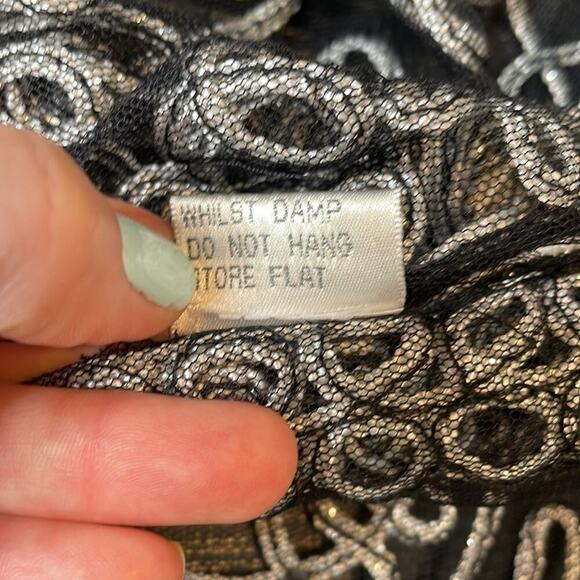 WHILST DAMP
DO NOT HANG
STORE FLAT